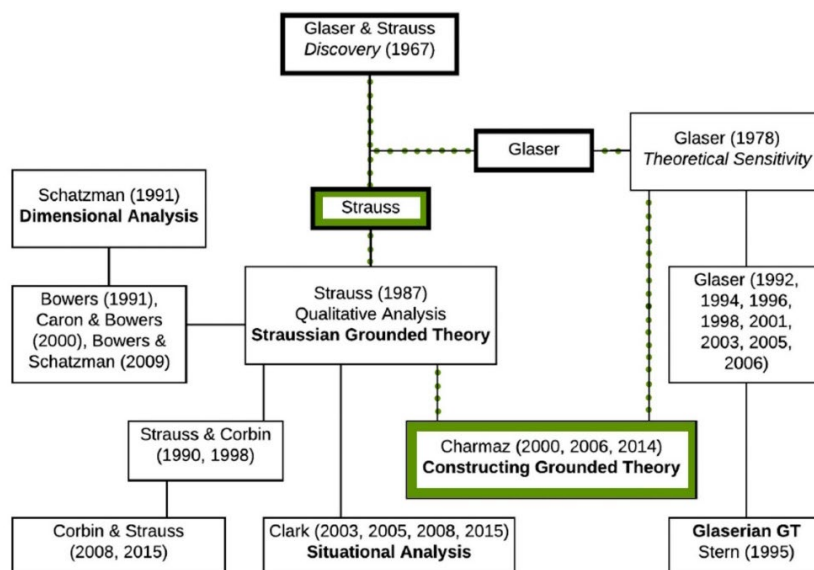 Glaser & Strauss
Discovery (1967)
Glaser
Glaser (1978)
Theoretical Sensitivity
Schatzman (1991)
Dimensional Analysis
Strauss
Bowers (1991),
Caron & Bowers
(2000), Bowers &
Schatzman (2009)
Strauss (1987)
Qualitative Analysis
Straussian Grounded Theory
Glaser (1992,
1994, 1996,
1998, 2001,
2003, 2005,
2006)
Strauss & Corbin
(1990, 1998)
Charmaz (2000, 2006, 2014)
Constructing Grounded Theory
Corbin & Strauss
(2008, 2015)
Clark (2003, 2005, 2008, 2015)
Situational Analysis
Glaserian GT
Stern (1995)